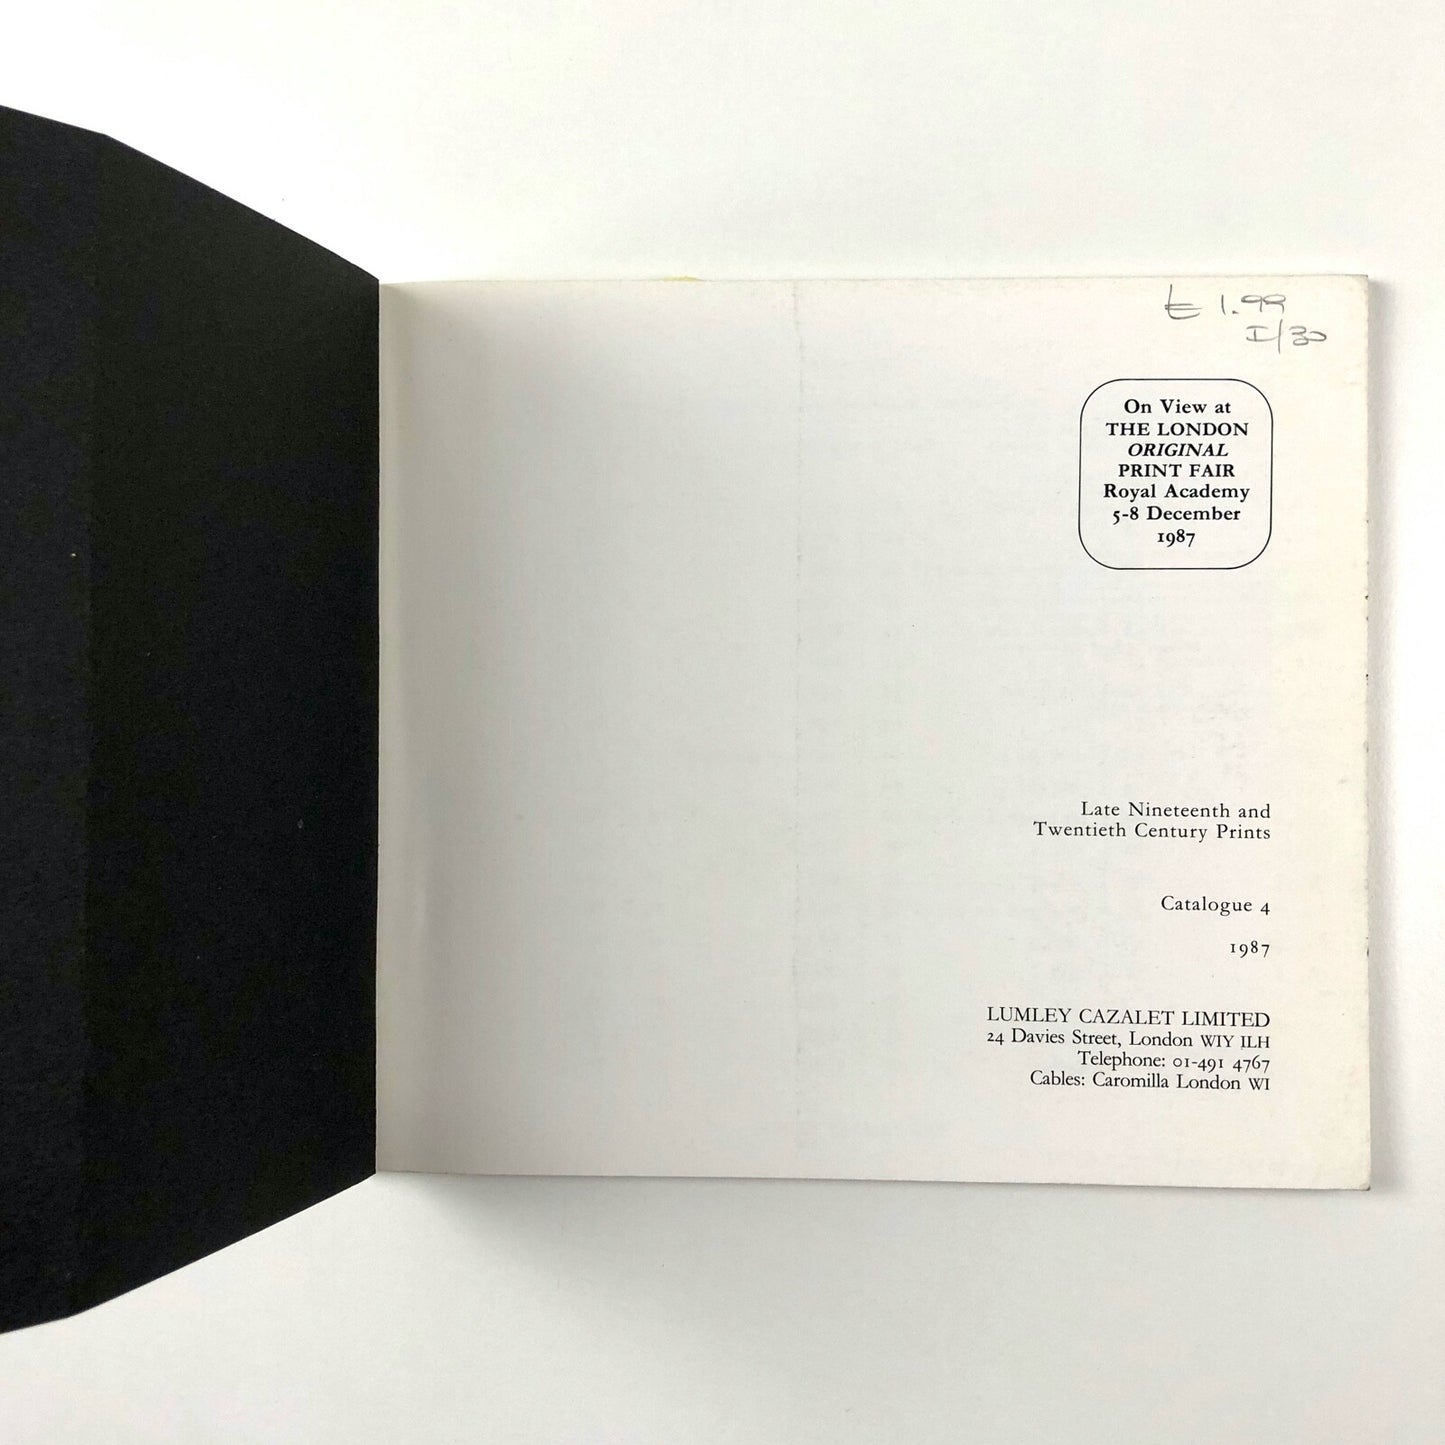 £ 1.99
I/30
On View at
THE LONDON
ORIGINAL
PRINT FAIR
Royal Academy
5-8 December
1987
Late Nineteenth and
Twentieth Century Prints
Catalogue 4
1987
LUMLEY CAZALET LIMITED
24 Davies Street, London WIY ILH
Telephone: 01-491 4767
Cables: Caromilla London WI